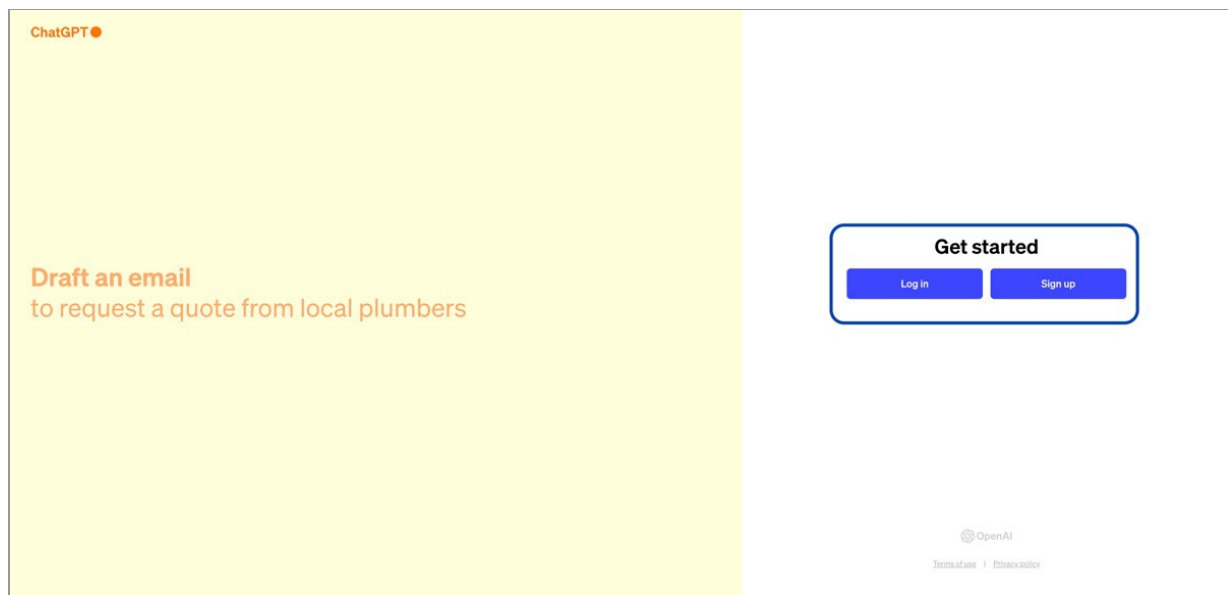 ChatGPT
Draft an email
to request a quote from local plumbers
Get started
Log in
Sign up
OpenAI
Terms of use | Privacy policy